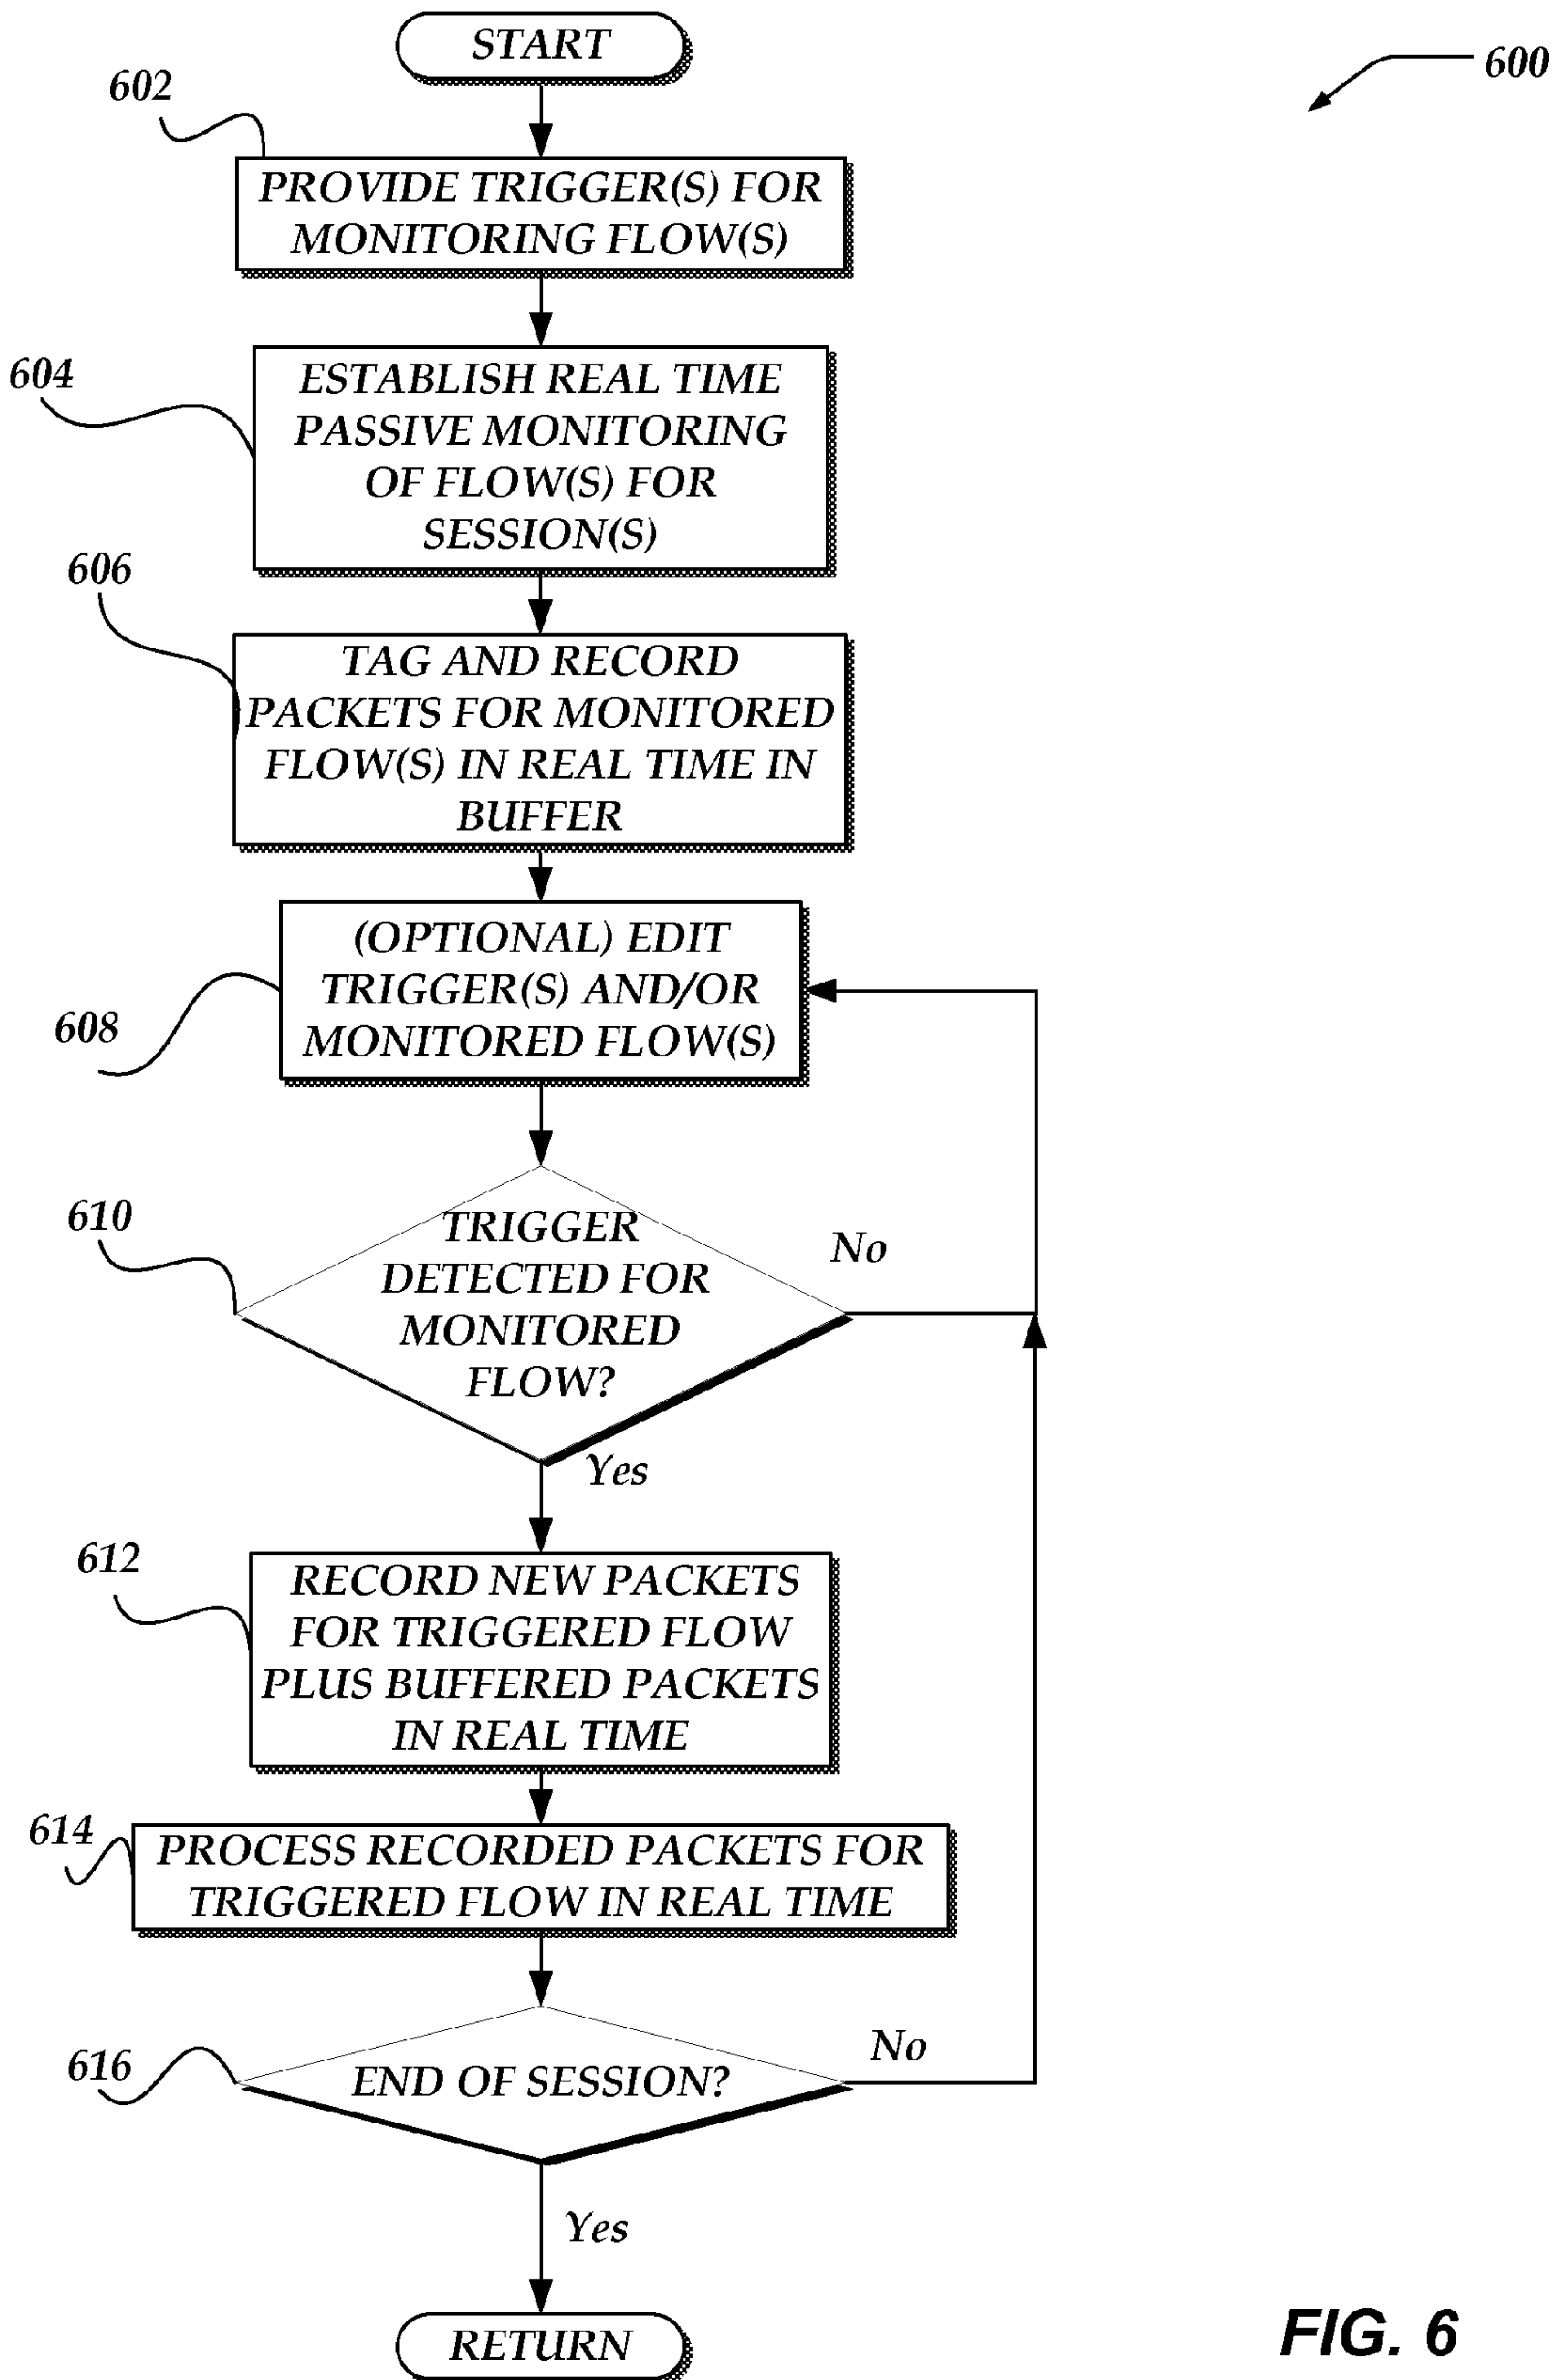 START
600
602
PROVIDE TRIGGER(S) FOR
MONITORING FLOW(S)
604
ESTABLISH REAL TIME
PASSIVE MONITORING
OF FLOW(S) FOR
SESSION(S)
606
TAG AND RECORD
PACKETS FOR MONITORED
FLOW(S) IN REAL TIME IN
BUFFER
608
(OPTIONAL) EDIT
TRIGGER(S) AND/OR
MONITORED FLOW(S)
610
TRIGGER
DETECTED FOR
MONITORED
FLOW?
No
Yes
612
RECORD NEW PACKETS
FOR TRIGGERED FLOW
PLUS BUFFERED PACKETS
IN REAL TIME
614
PROCESS RECORDED PACKETS FOR
TRIGGERED FLOW IN REAL TIME
616
END OF SESSION?
No
Yes
RETURN
FIG. 6